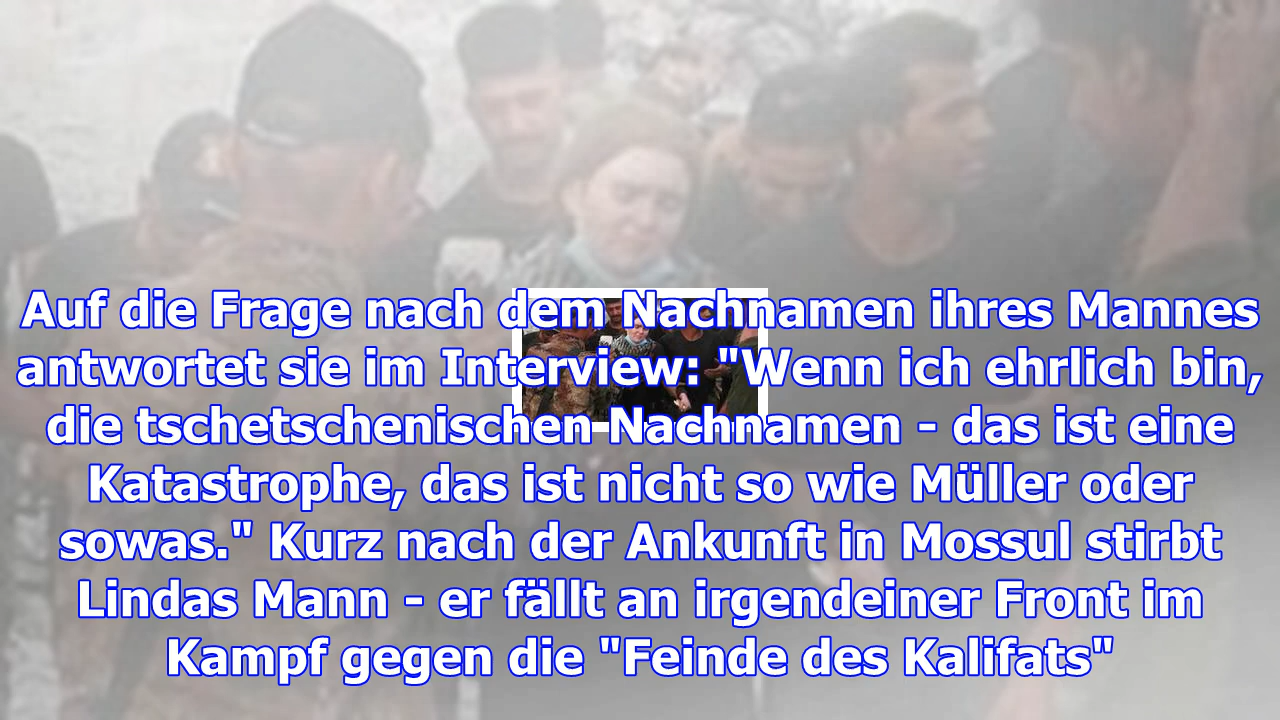 Auf die Frage nach dem Nachnamen ihres Mannes
antwortet sie im Interview: "Wenn ich ehrlich bin,
die tschetschenischen Nachnamen - das ist eine
Katastrophe, das ist nicht so wie Müller oder
sowas." Kurz nach der Ankunft in Mossul stirbt
Lindas Mann - er fällt an irgendeiner Front im
Kampf gegen die "Feinde des Kalifats"